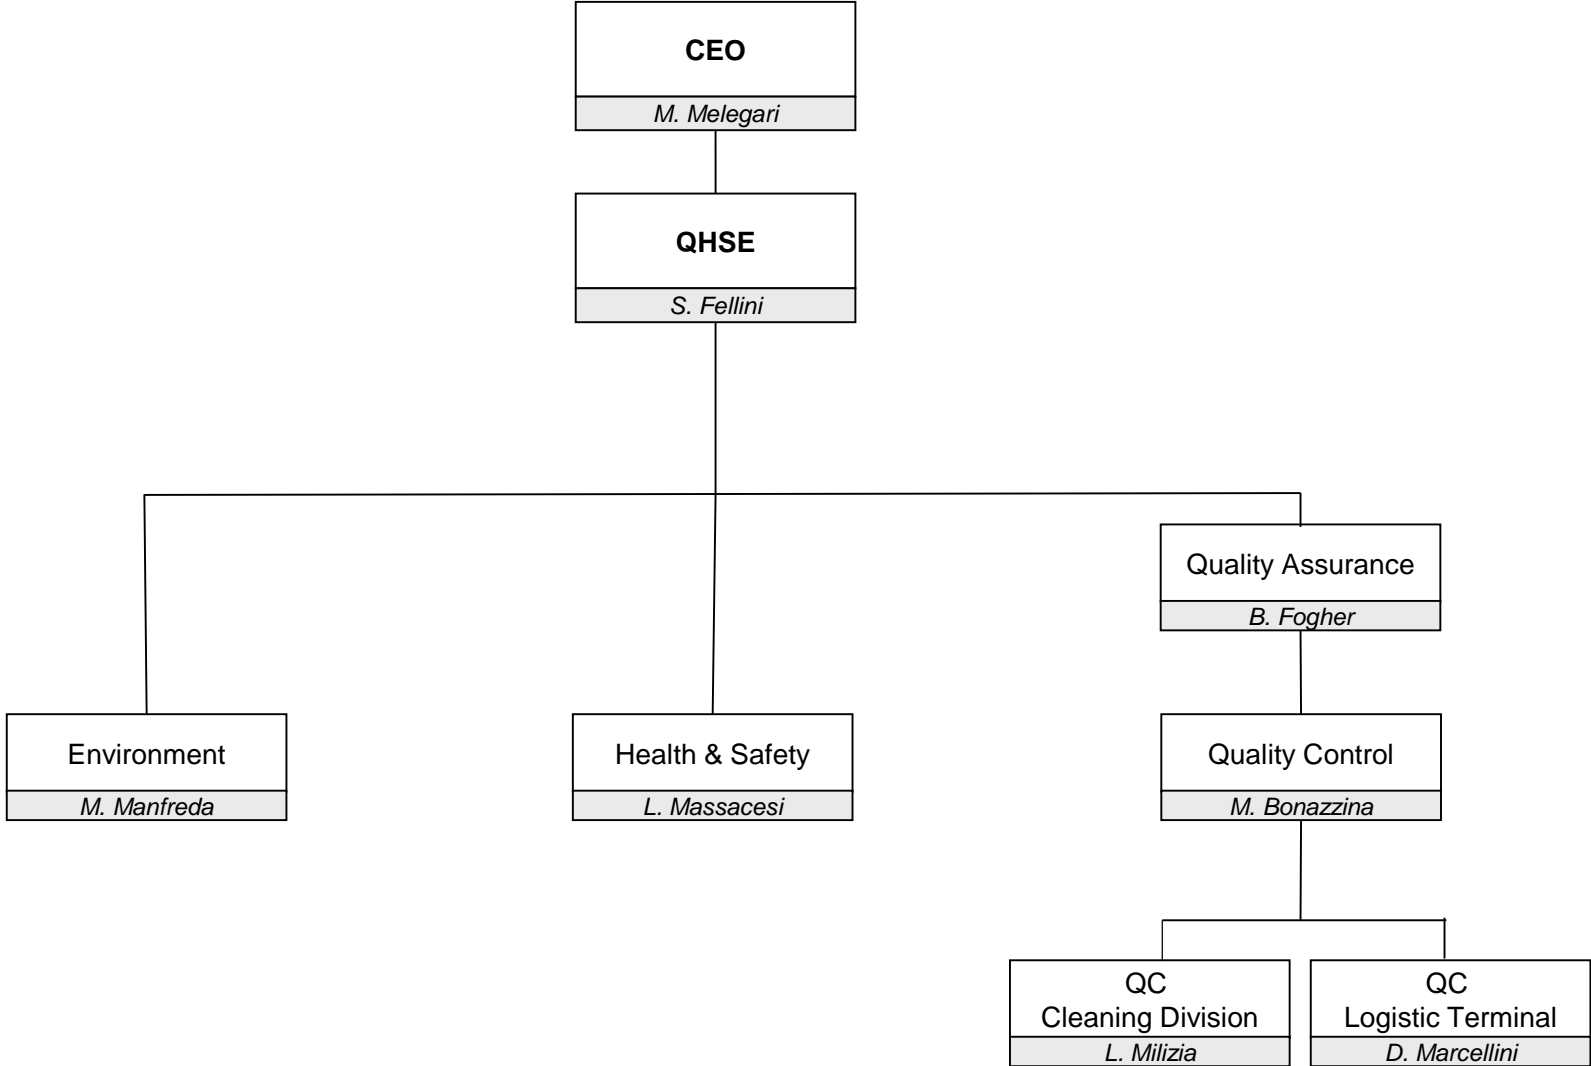 CEO
M. Melegari
QHSE
S. Fellini
Quality Assurance
B. Fogher
Environment
M. Manfreda
Health & Safety
L. Massacesi
Quality Control
M. Bonazzina
QC
Cleaning Division
L. Milizia
QC
Logistic Terminal
D. Marcellini